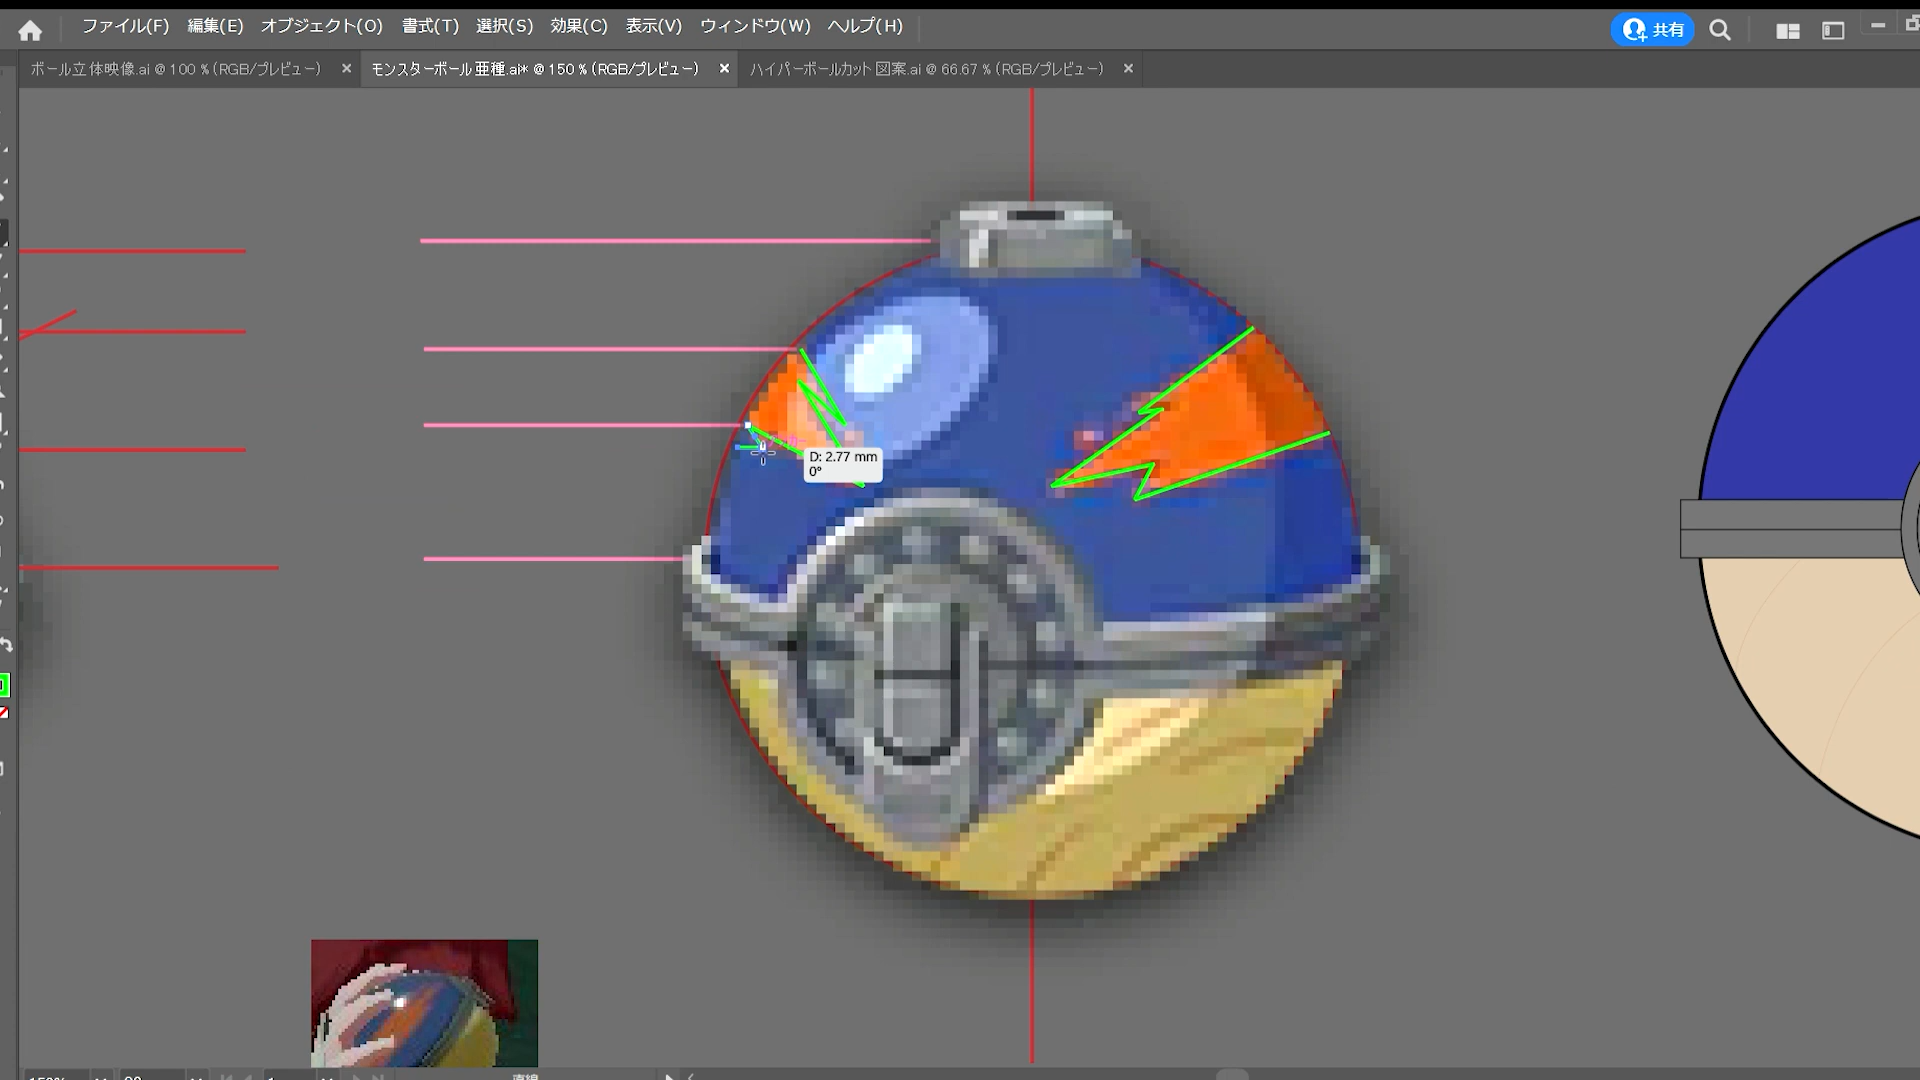 ファイル(F) 編集(E) オブジェクト(O) 書式(T) 選択(S) 効果(C) 表示(V) ウィンドウ(W) ヘルプ(H) 共有
ボール立体映像.ai @ 100 % (RGB/プレビュー) × モンスターボール亜種.ai* @ 150 % (RGB/プレビュー) × ハイパーボールカット図案.ai @ 66.67 % (RGB/プレビュー) ×
D: 2.77 mm
0°